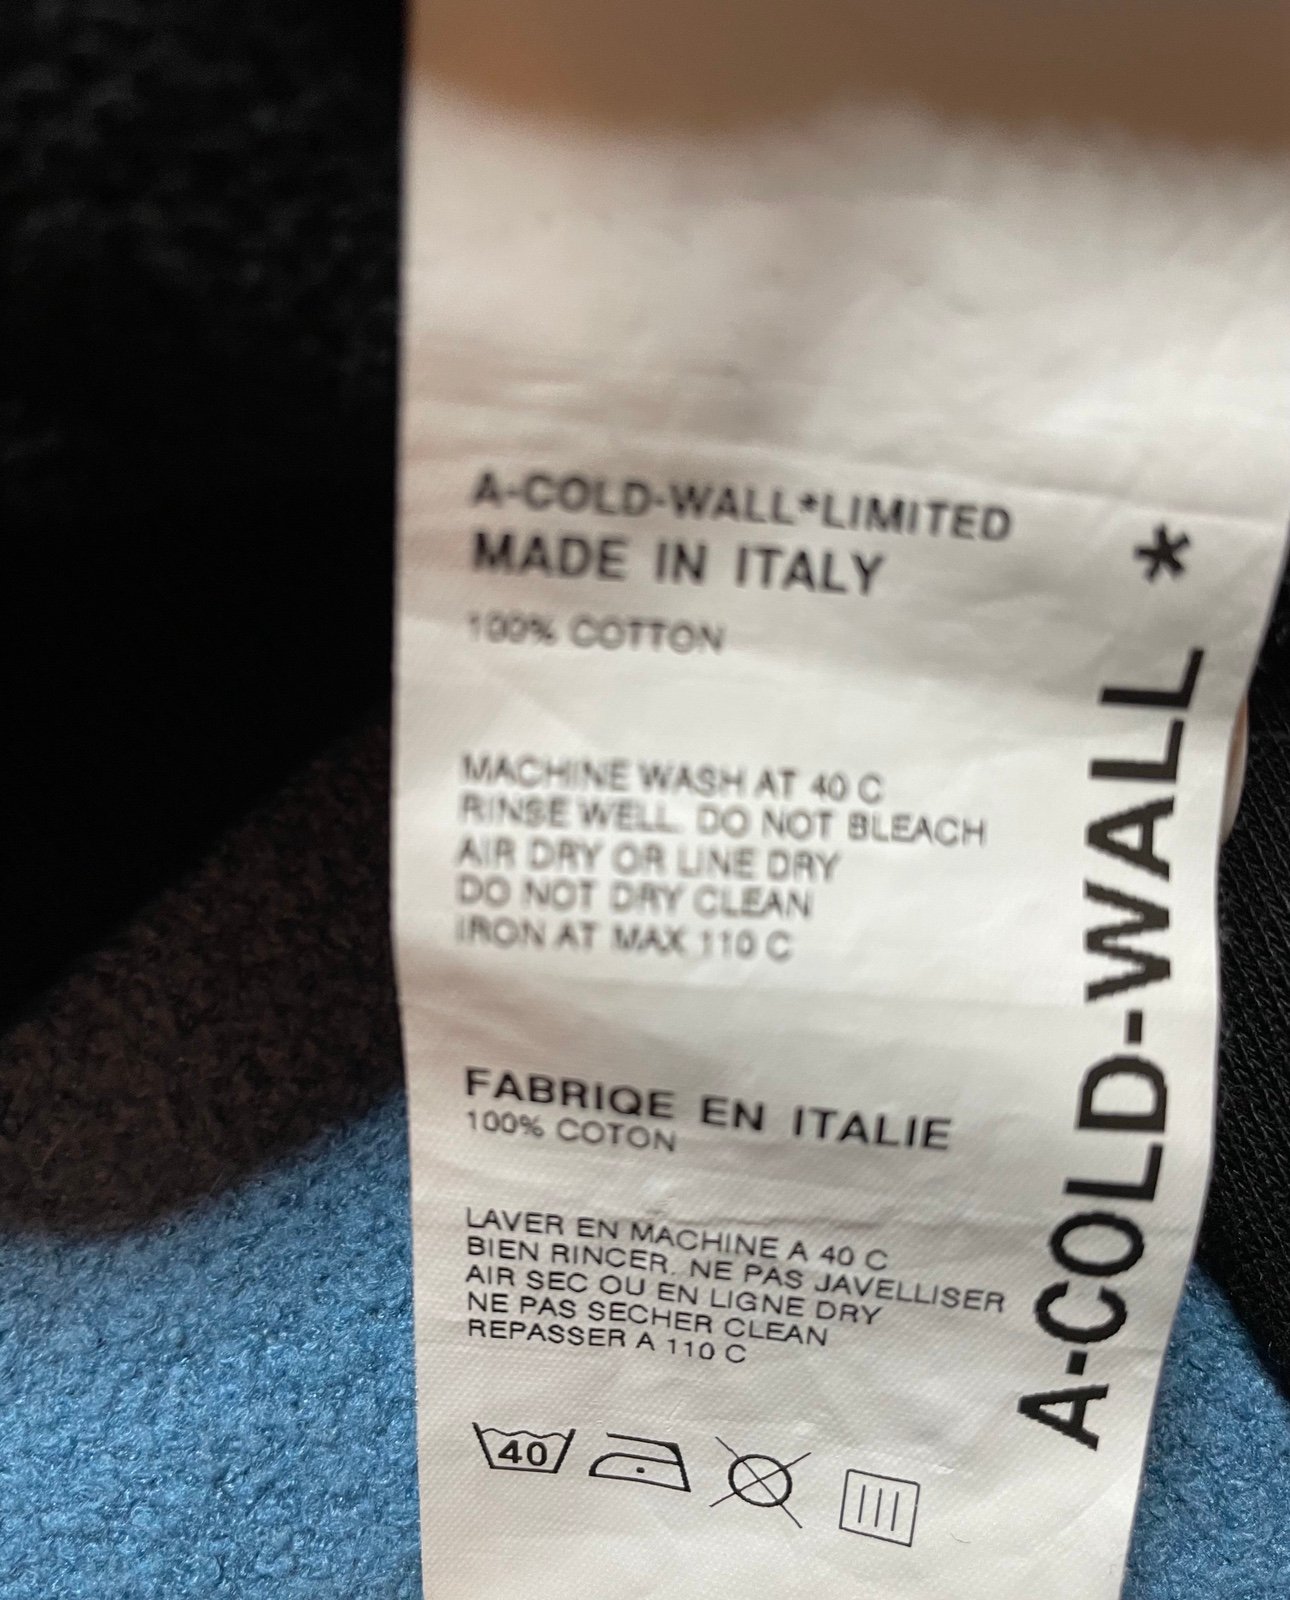 A-COLD-WALL*LIMITED
MADE IN ITALY
100% COTTON
MACHINE WASH AT 40 C
RINSE WELL. DO NOT BLEACH
AIR DRY OR LINE DRY
DO NOT DRY CLEAN
IRON AT MAX 110 C
FABRIQE EN ITALIE
100% COTON
LAVER EN MACHINE A 40 C
BIEN RINCER. NE PAS JAVELLISER
AIR SEC OU EN LIGNE DRY
NE PAS SECHER CLEAN
REPASSER A 110 C
40
A-COLD-WALL*